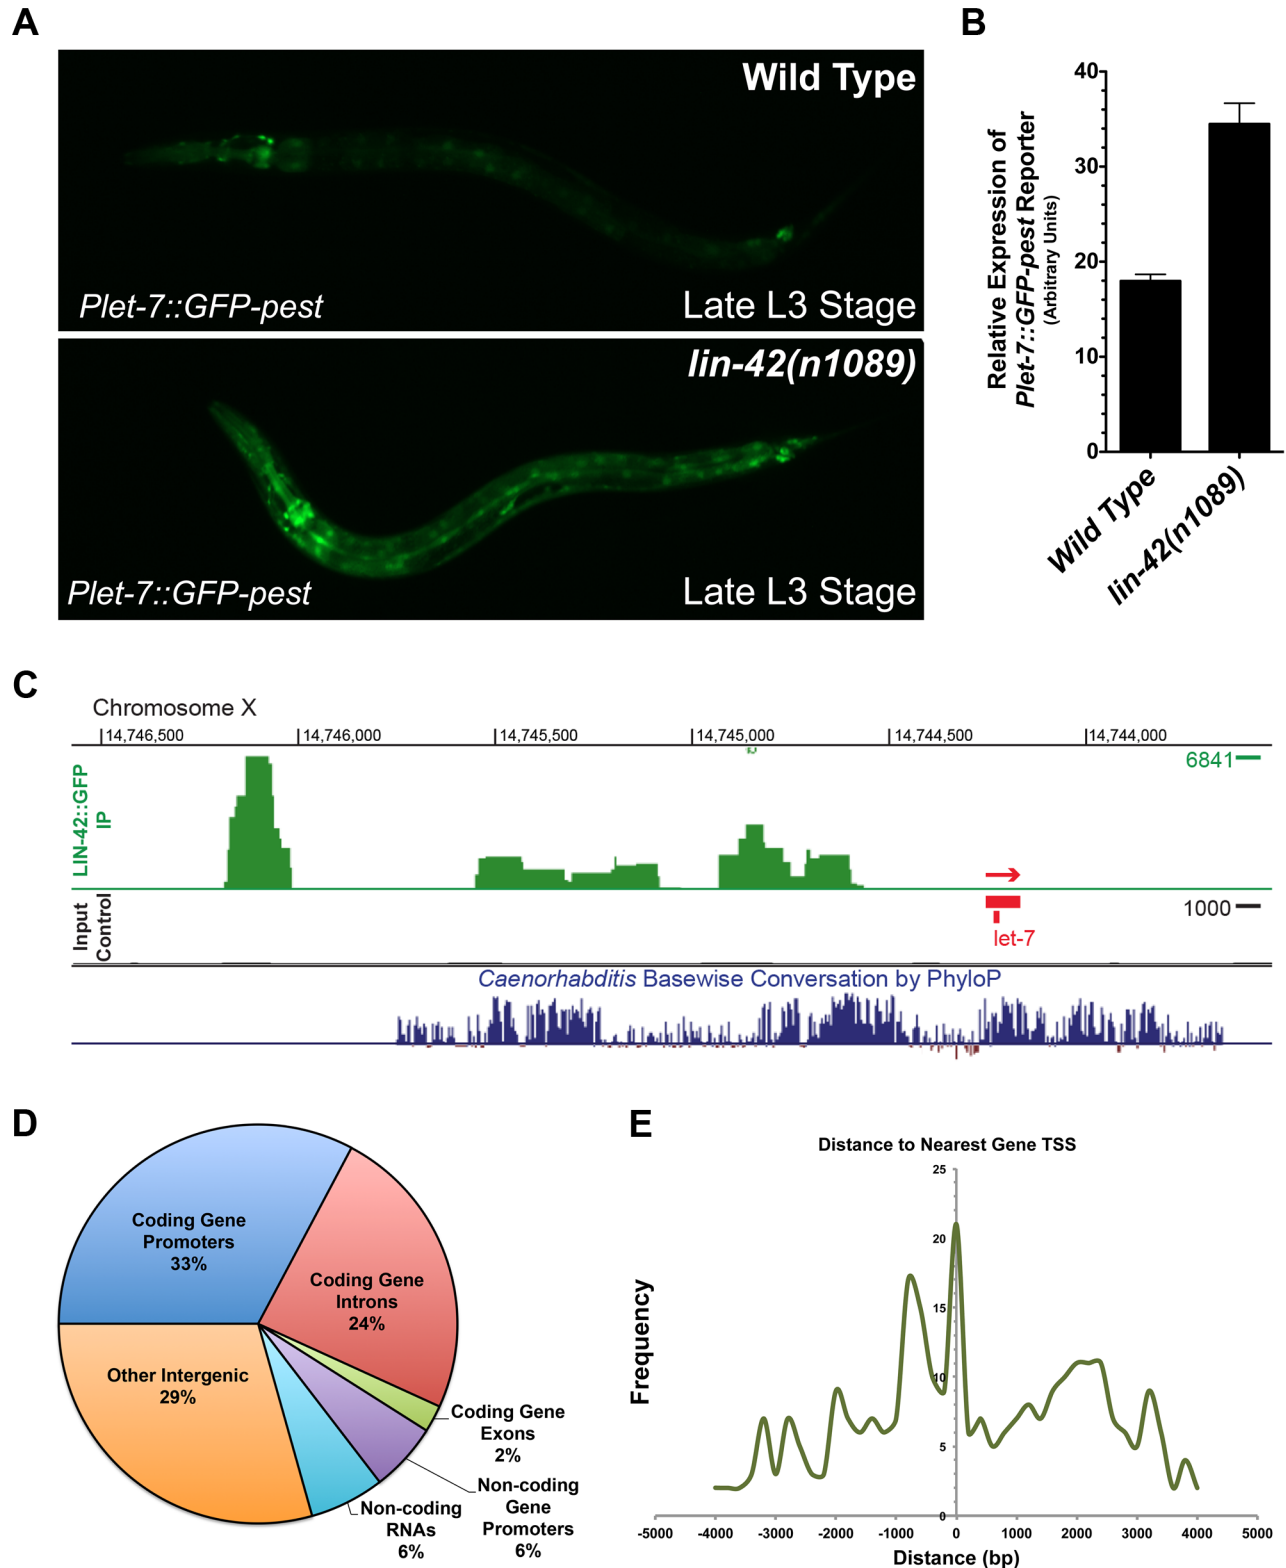 A
Wild Type
Plet-7::GFP-pest
Late L3 Stage
lin-42(n1089)
Plet-7::GFP-pest
Late L3 Stage
B
Relative Expression of
Plet-7::GFP-pest Reporter
(Arbitrary Units)
40
30
20
10
0
Wild Type
lin-42(n1089)
C
Chromosome X
14,746,500
14,746,000
14,745,500
14,745,000
14,744,500
14,744,000
LIN-42::GFP
IP
6841
Input
Control
1000
let-7
Caenorhabditis Basewise Conversation by PhyloP
D
Coding Gene
Promoters
33%
Coding Gene
Introns
24%
Other Intergenic
29%
Coding Gene
Exons
2%
Non-coding
Gene
Promoters
6%
Non-coding
RNAs
6%
E
Distance to Nearest Gene TSS
Frequency
25
20
15
10
5
0
-5000
-4000
-3000
-2000
-1000
0
1000
2000
3000
4000
5000
Distance (bp)